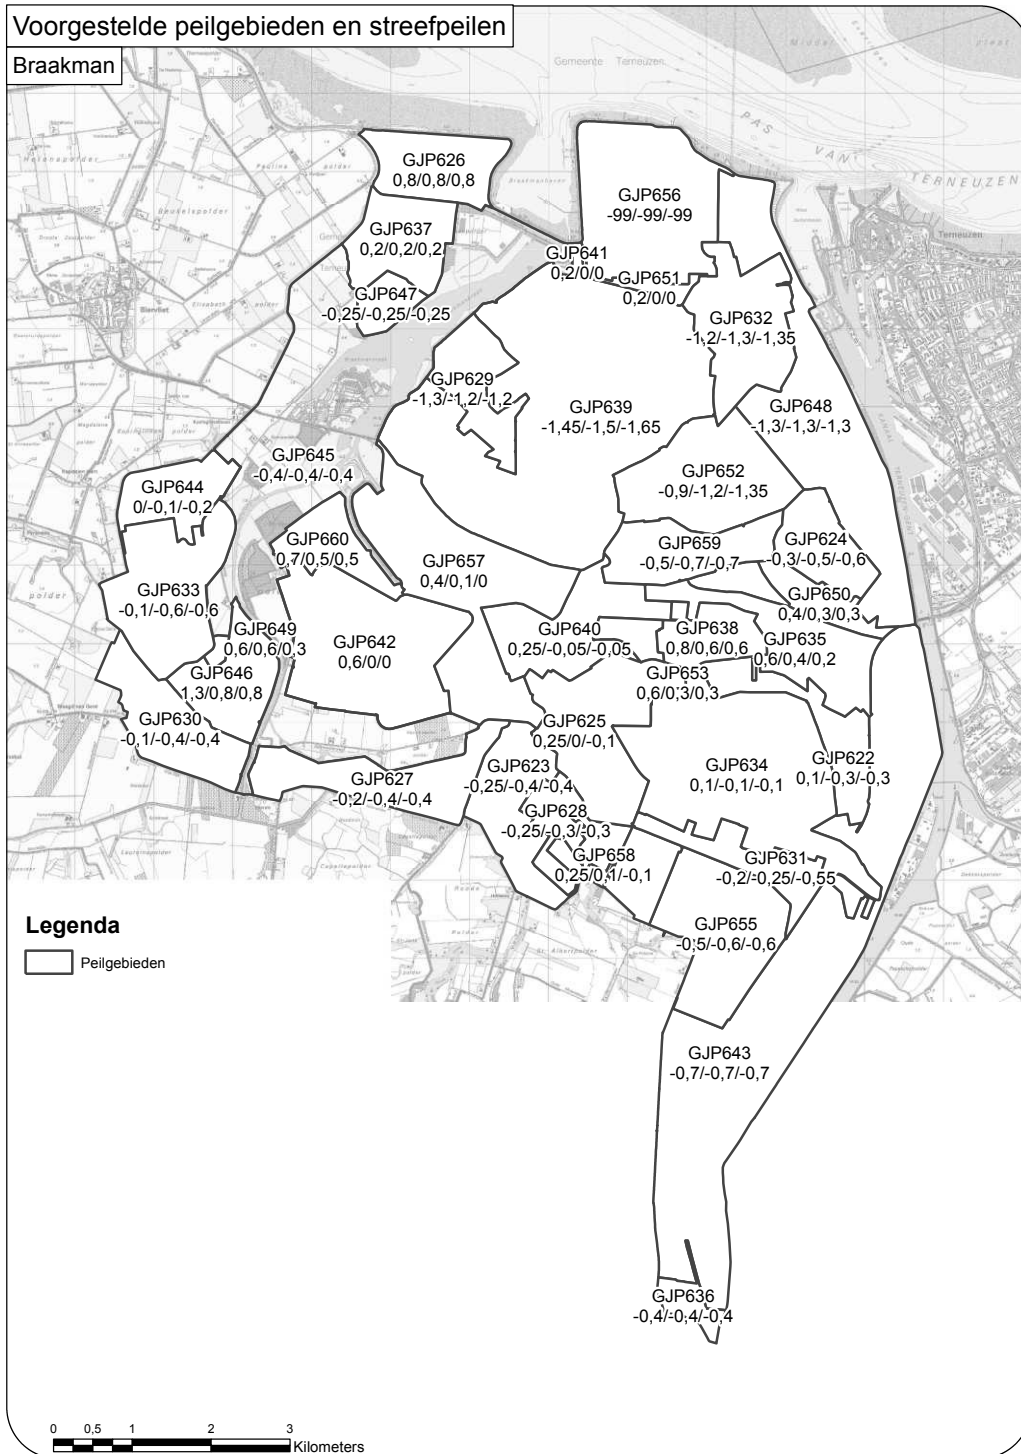 Voorgestelde peilgebieden en streefpeilen
Braakman
Gemeente Terneuzen
Middel
plaat
PAS
VAN
TERNEUZEN
Terneuzen
Biervliet
GJP626
0,8/0,8/0,8
GJP656
-99/-99/-99
GJP637
0,2/0,2/0,2
GJP641
0,2/0/0
GJP651
0,2/0/0
GJP647
-0,25/-0,25/-0,25
GJP632
-1,2/-1,3/-1,35
GJP629
-1,3/-1,2/-1,2
GJP639
-1,45/-1,5/-1,65
GJP648
-1,3/-1,3/-1,3
GJP645
-0,4/-0,4/-0,4
GJP652
-0,9/-1,2/-1,35
GJP644
0/-0,1/-0,2
GJP660
0,7/0,5/0,5
GJP659
-0,5/-0,7/-0,7
GJP624
-0,3/-0,5/-0,6
GJP657
0,4/0,1/0
GJP633
-0,1/-0,6/-0,6
GJP650
0,4/0,3/0,3
GJP649
0,6/0,6/0,3
GJP642
0,6/0/0
GJP640
0,25/-0,05/-0,05
GJP638
0,8/0,6/0,6
GJP635
0,6/0,4/0,2
GJP646
1,3/0,8/0,8
GJP653
0,6/0,3/0,3
GJP630
-0,1/-0,4/-0,4
GJP625
0,25/0/-0,1
GJP634
0,1/-0,1/-0,1
GJP622
0,1/-0,3/-0,3
GJP627
-0,2/-0,4/-0,4
GJP623
-0,25/-0,4/-0,4
GJP628
-0,25/-0,3/-0,3
GJP658
0,25/0,1/-0,1
GJP631
-0,2/-0,25/-0,55
GJP655
-0,5/-0,6/-0,6
Legenda
Peilgebieden
GJP643
-0,7/-0,7/-0,7
GJP636
-0,4/-0,4/-0,4
0 0,5 1 2 3
Kilometers